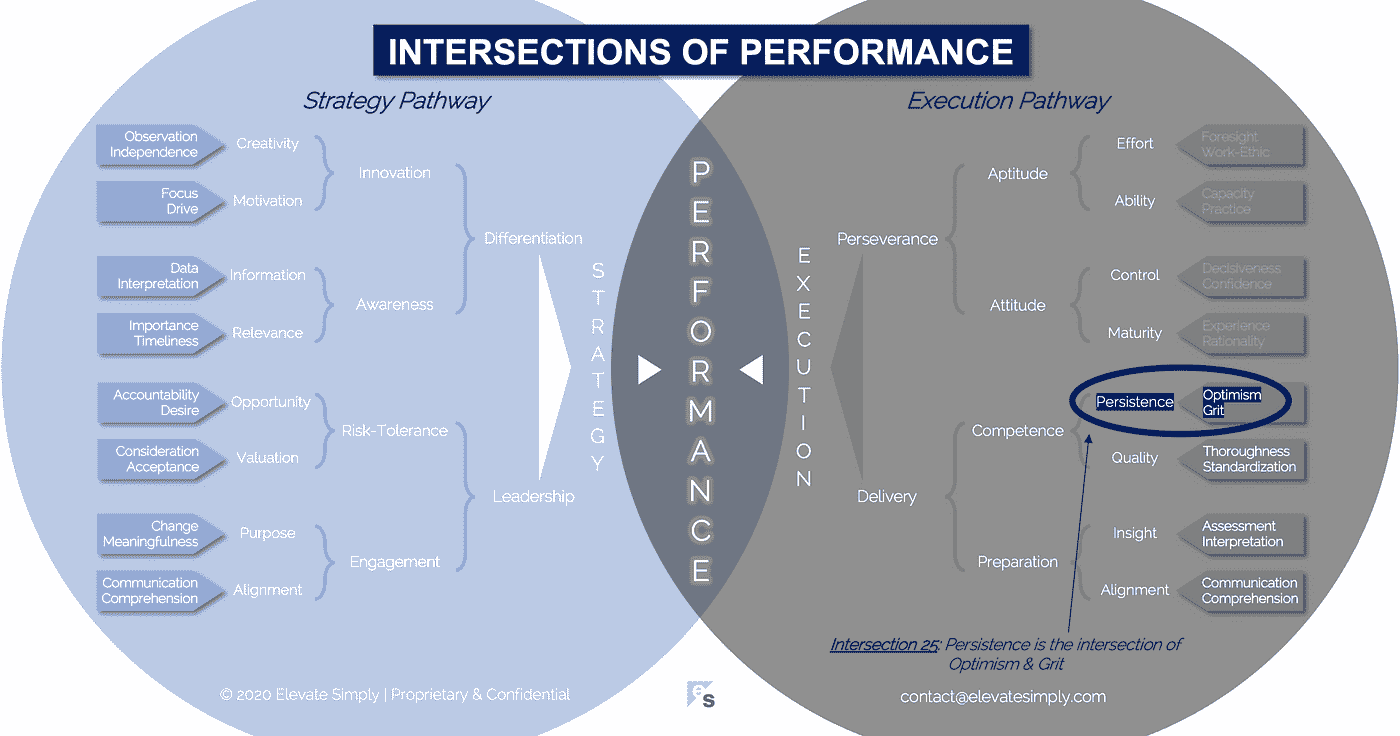 INTERSECTIONS OF PERFORMANCE
Strategy Pathway
Observation
Independence
Creativity
Focus
Drive
Motivation
Innovation
Data
Interpretation
Information
Importance
Timeliness
Relevance
Awareness
Differentiation
Accountability
Desire
Opportunity
Consideration
Acceptance
Valuation
Risk-Tolerance
Change
Meaningfulness
Purpose
Communication
Comprehension
Alignment
Engagement
Leadership
STRATEGY
PERFORMANCE
EXECUTION
Execution Pathway
Perseverance
Aptitude
Effort
Foresight
Work-Ethic
Ability
Capacity
Practice
Attitude
Control
Decisiveness
Confidence
Maturity
Experience
Rationality
Delivery
Competence
Persistence
Optimism
Grit
Quality
Thoroughness
Standardization
Preparation
Insight
Assessment
Interpretation
Alignment
Communication
Comprehension
Intersection 25: Persistence is the intersection of
Optimism & Grit
© 2020 Elevate Simply | Proprietary & Confidential
es
contact@elevatesimply.com